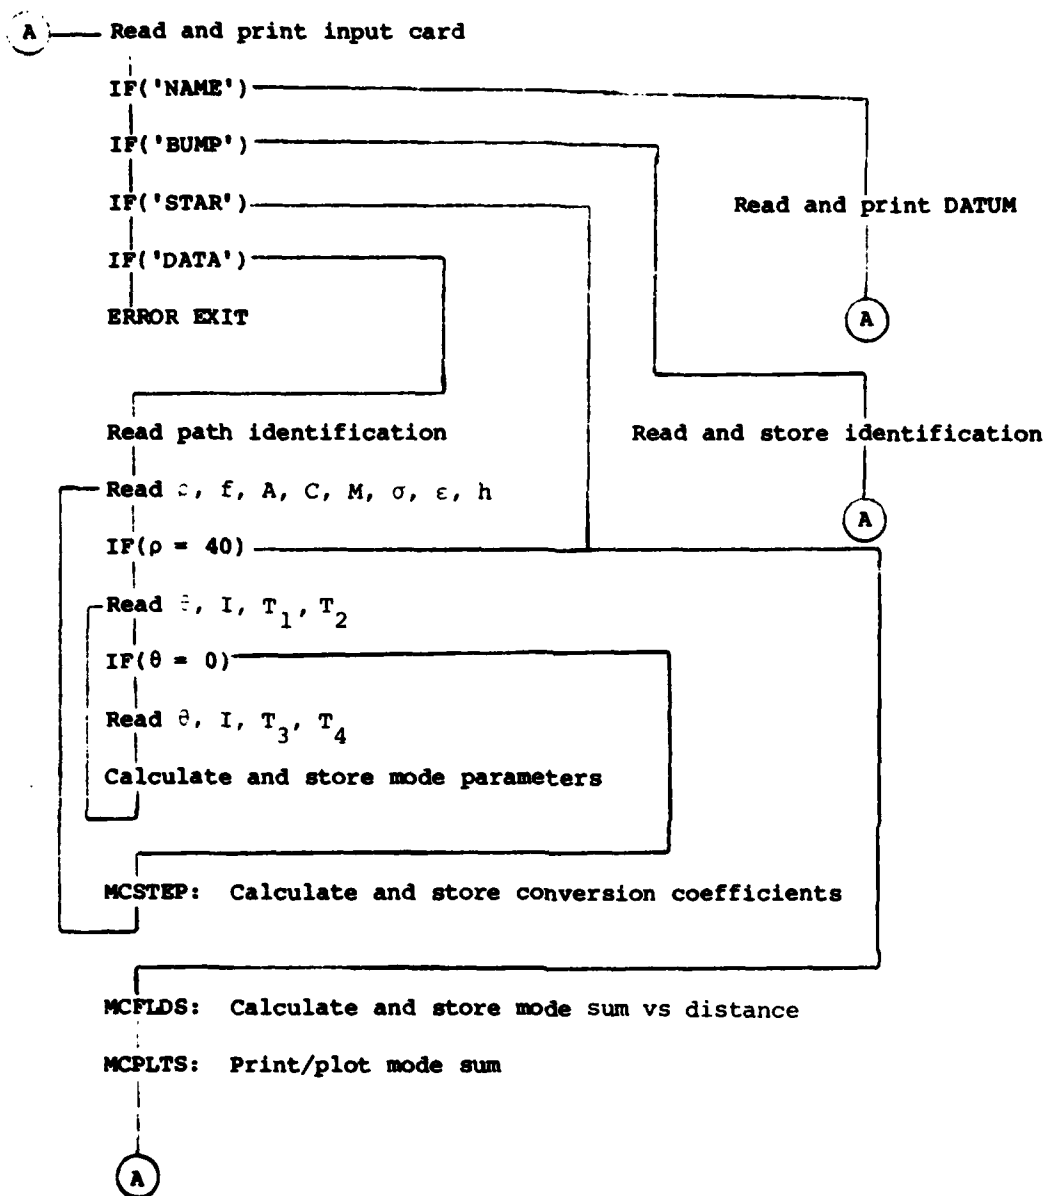 A Read and print input card
IF('NAME')
IF('BUMP')
IF('STAR') Read and print DATUM
IF('DATA')
ERROR EXIT A
Read path identification Read and store identification
Read f, A, C, M, σ, ε, h
A
IF(ρ = 40)
Read I, T1, T2
IF(θ = 0)
Read θ, I, T3, T4
Calculate and store mode parameters
MCSTEP: Calculate and store conversion coefficients
MCFLDS: Calculate and store mode sum vs distance
MCPLTS: Print/plot mode sum
A